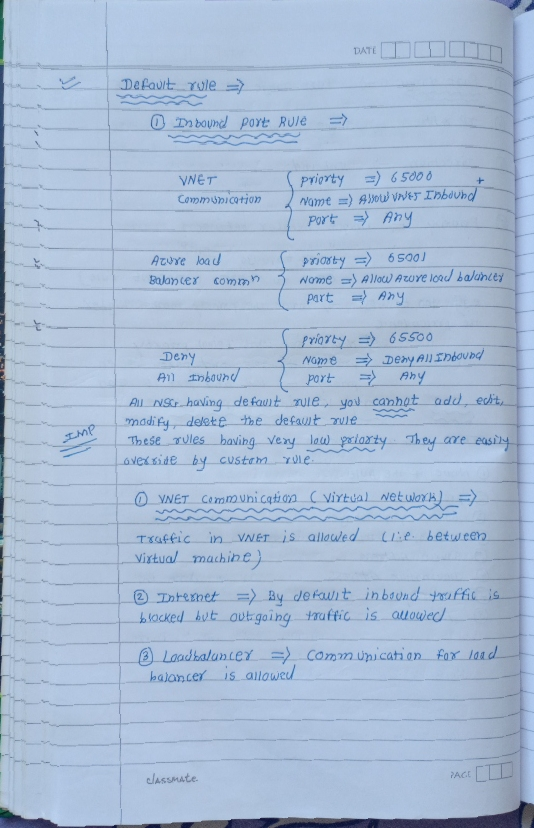 DATE
Default rule =>
① Inbound port Rule =>
VNET Communication
priorty => 65000
Name => Allow VNET Inbound
port => Any
Azure load Balancer commn
priorty => 65001
Name => Allow Azure load balancer
port => Any
Deny All Inbound
priorty => 65500
Name => Deny All Inbound
port => Any
All NSG having default rule, you cannot add, edit,
modify, delete the default rule
IMP
These rules having very low priorty They are easily
override by custom rule.
① VNET communication (Virtual Network) =>
Traffic in VNET is allowed (i.e. between
Virtual machine)
② Internet => By default inbound traffic is
blocked but outgoing traffic is allowed
③ Loadbalancer => Communication for load
balancer is allowed
classmate
PAGE